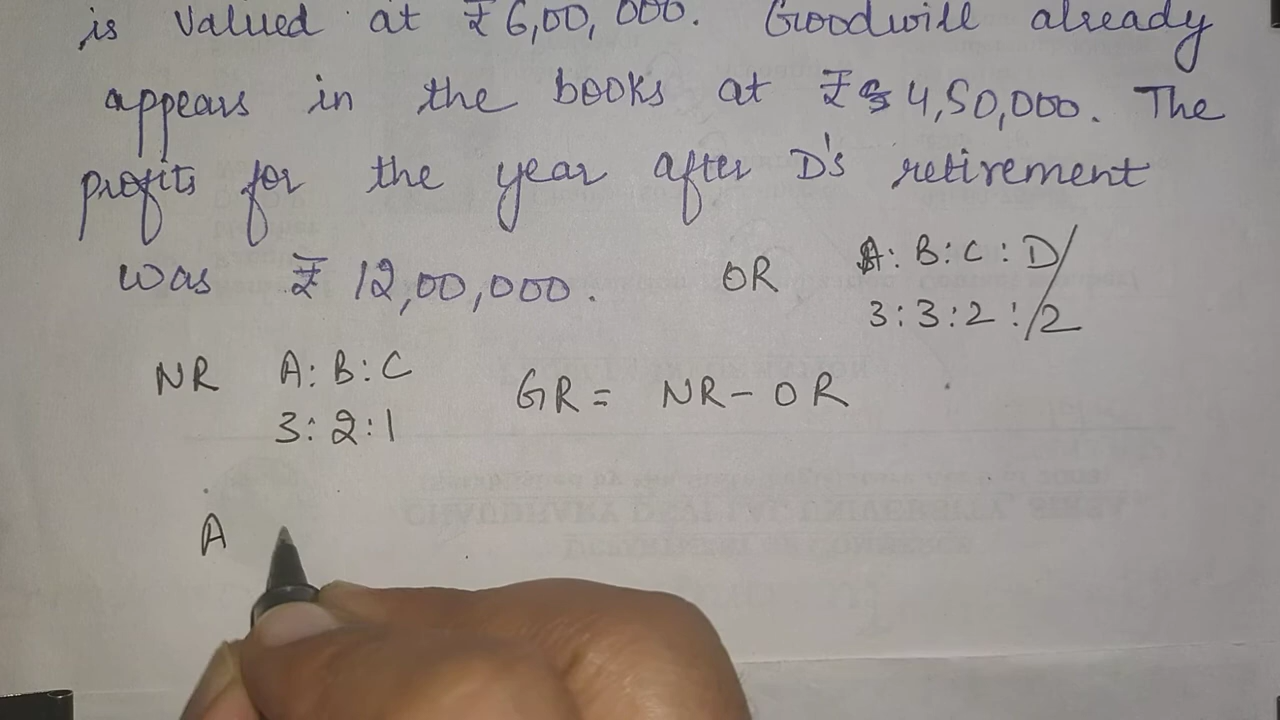 is valued at ₹6,00,000. Goodwill already
appears in the books at ₹ 4,50,000. The
profits for the year after D's retirement
was ₹ 12,00,000.
OR A: B: C : D/
3:3:2:/2
NR A: B: C
3: 2:1
GR = NR - OR
A